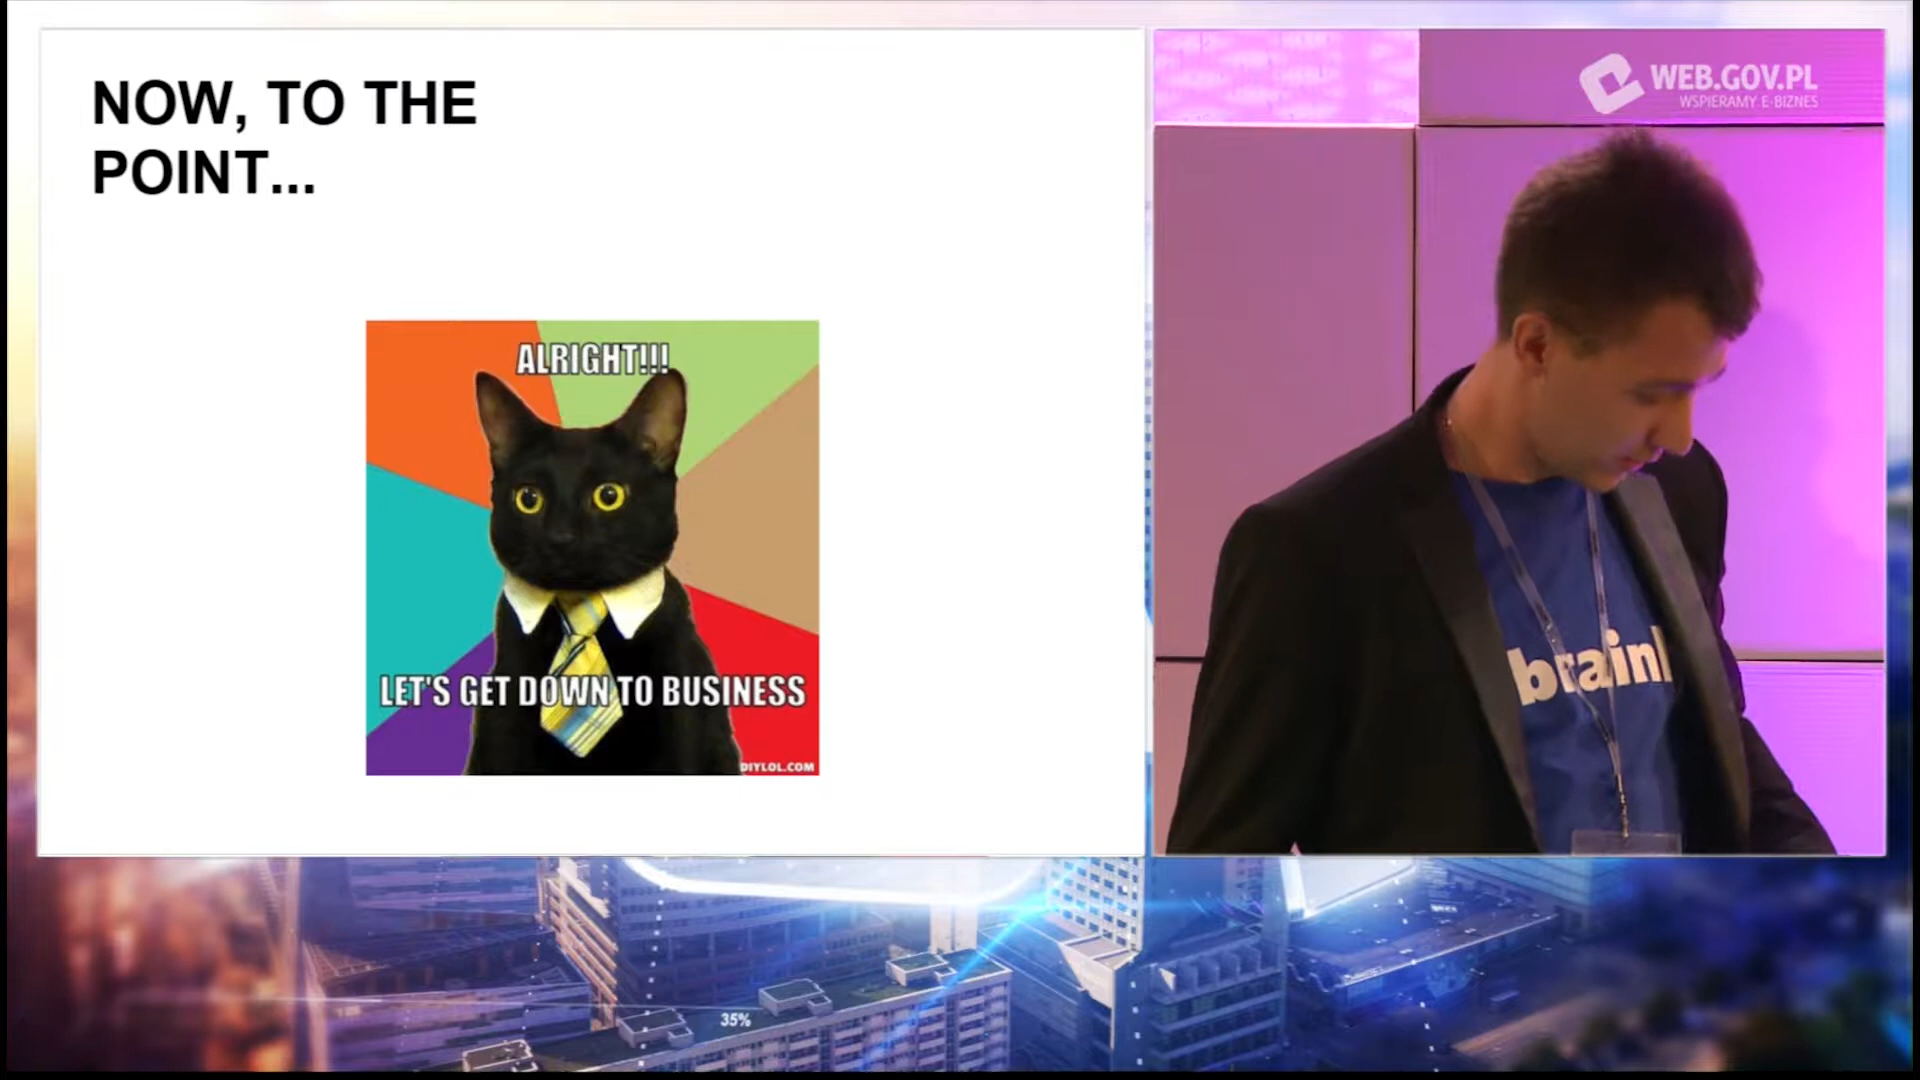 NOW, TO THE
POINT...
ALRIGHT!!!
LET'S GET DOWN TO BUSINESS
DIYLOL.COM
WEB.GOV.PL
WSPIERAMY E-BIZNES
35%